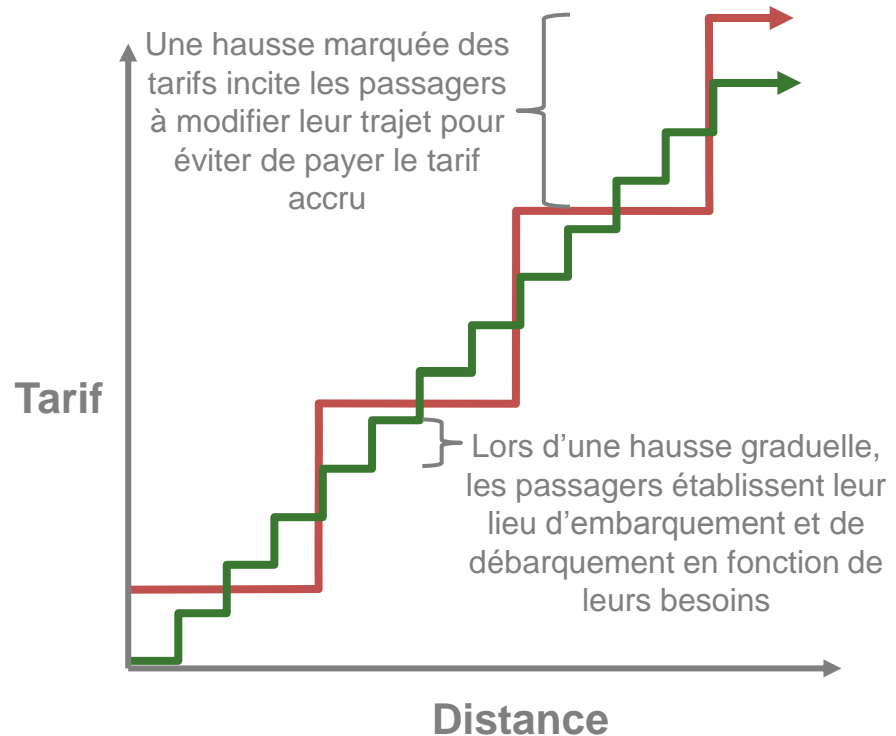 Une hausse marquée des
tarifs incite les passagers
à modifier leur trajet pour
éviter de payer le tarif
accru
Tarif
Lors d’une hausse graduelle,
les passagers établissent leur
lieu d’embarquement et de
débarquement en fonction de
leurs besoins
Distance